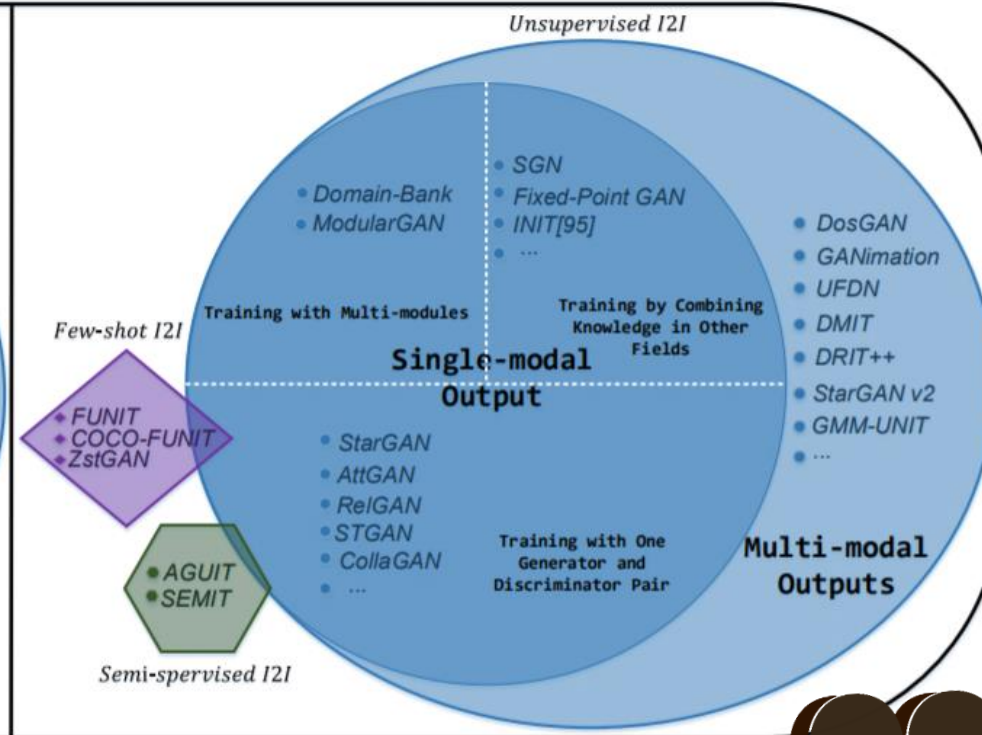 Unsupervised I2I
Domain-Bank
ModularGAN
SGN
Fixed-Point GAN
INIT[95]
...
Training with Multi-modules
Training by Combining
Knowledge in Other
Fields
Single-modal
Output
DosGAN
GANimation
UFDN
DMIT
DRIT++
StarGAN v2
GMM-UNIT
...
Few-shot I2I
FUNIT
COCO-FUNIT
ZstGAN
StarGAN
AttGAN
RelGAN
STGAN
CollaGAN
...
Training with One
Generator and
Discriminator Pair
Multi-modal
Outputs
AGUIT
SEMIT
Semi-spervised I2I